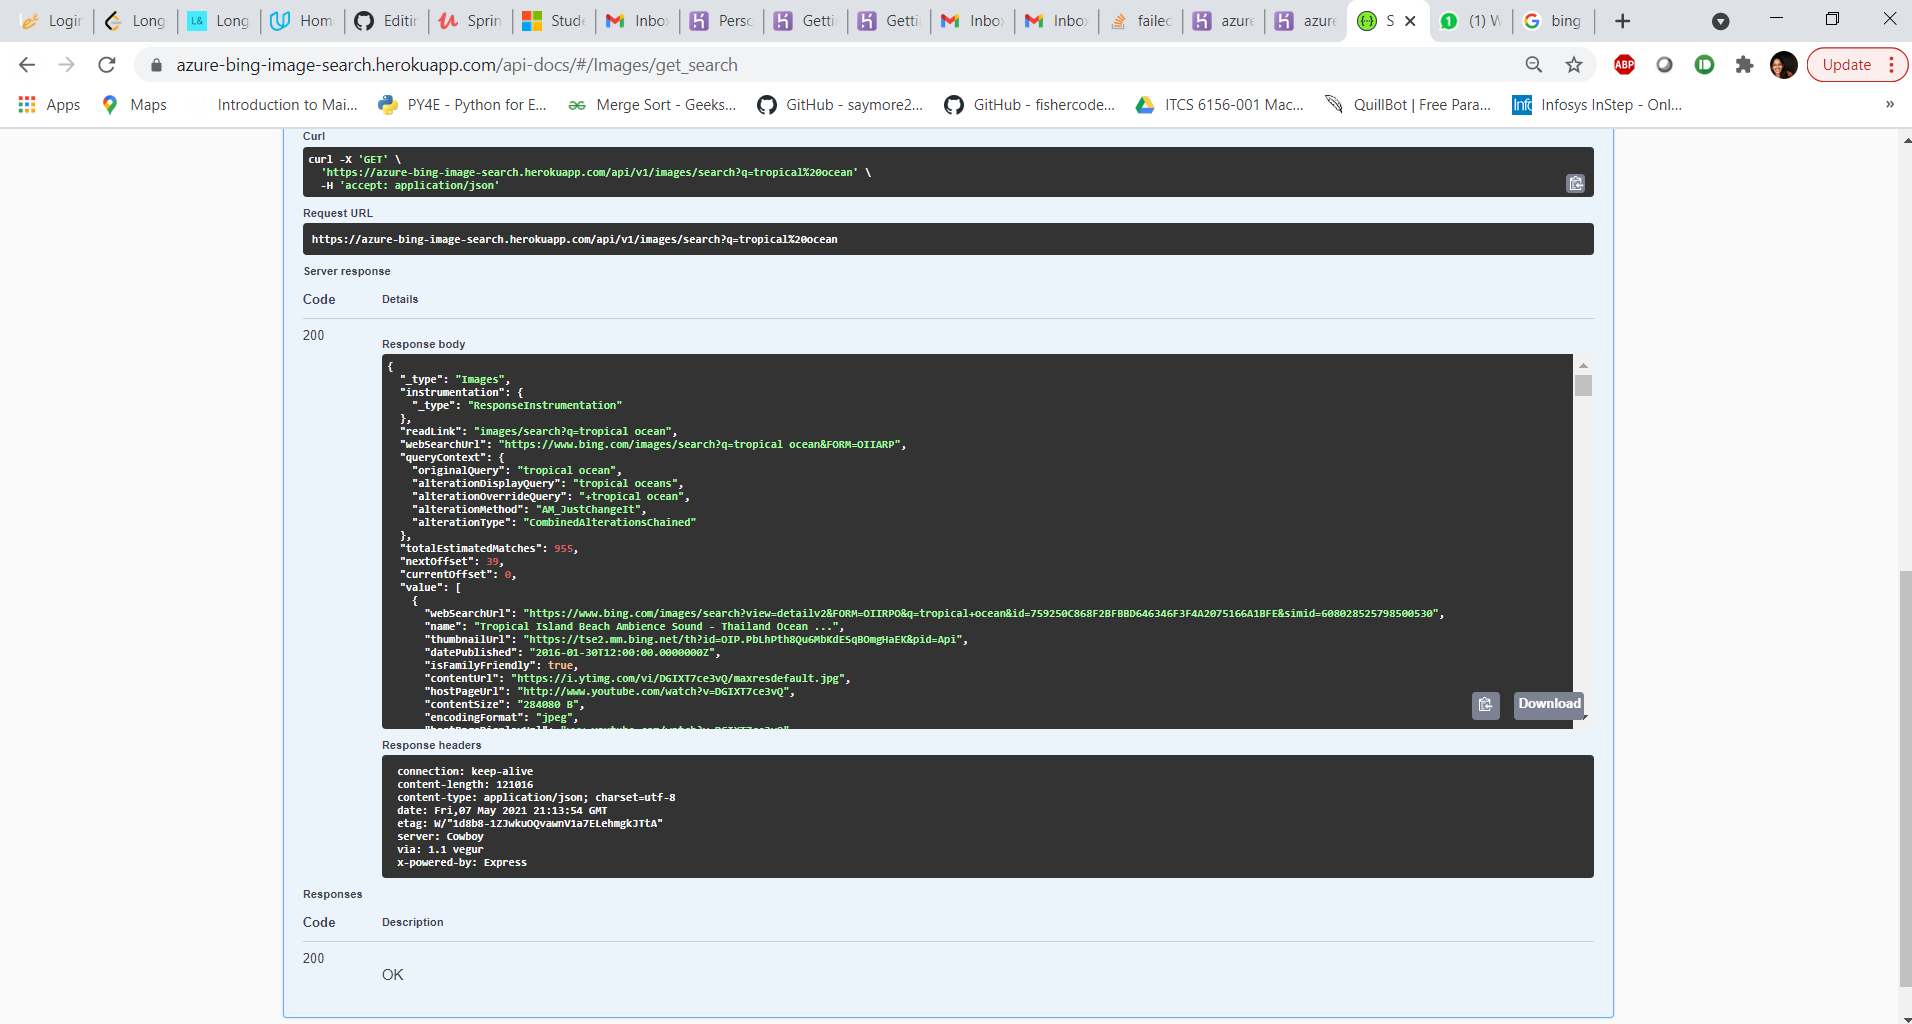 Login
Long
L& Long
Hom
Editin
Sprin
Stude
Inbo
Perso
Gettin
Gettin
Inbo
Inbo
failed
azure
azure
S
(1) W
bing
azure-bing-image-search.herokuapp.com/api-docs/#/Images/get_search
ABP
Update
Apps
Maps
Introduction to Mai...
PY4E - Python for E...
Merge Sort - Geeks...
GitHub - saymore2...
GitHub - fishercode...
ITCS 6156-001 Mac...
QuillBot | Free Para...
Infosys InStep - Onl...
»
Curl
curl -X 'GET' \
'https://azure-bing-image-search.herokuapp.com/api/v1/images/search?q=tropical%20ocean' \
-H 'accept: application/json'
Request URL
https://azure-bing-image-search.herokuapp.com/api/v1/images/search?q=tropical%20ocean
Server response
Code Details
200
Response body
{
"_type": "Images",
"instrumentation": {
"_type": "ResponseInstrumentation"
},
"readLink": "images/search?q=tropical ocean",
"webSearchUrl": "https://www.bing.com/images/search?q=tropical ocean&FORM=OIIARP",
"queryContext": {
"originalQuery": "tropical ocean",
"alterationDisplayQuery": "tropical oceans",
"alterationOverrideQuery": "+tropical ocean",
"alterationMethod": "AM_JustChangeIt",
"alterationType": "CombinedAlterationsChained"
},
"totalEstimatedMatches": 955,
"nextOffset": 39,
"currentOffset": 0,
"value": [
{
"webSearchUrl": "https://www.bing.com/images/search?view=detailv2&FORM=OIIRPO&q=tropical+ocean&id=759250C868F2BFBBD646346F3F4A2075166A1BFE&simid=608028525798500530",
"name": "Tropical Island Beach Ambience Sound - Thailand Ocean ...",
"thumbnailUrl": "https://tse2.mm.bing.net/th?id=OIP.PbLhPth8Qu6MbKdESqBOmgHaEK&pid=Api",
"datePublished": "2016-01-30T12:00:00.0000000Z",
"isFamilyFriendly": true,
"contentUrl": "https://i.ytimg.com/vi/DGIXT7ce3vQ/maxresdefault.jpg",
"hostPageUrl": "http://www.youtube.com/watch?v=DGIXT7ce3vQ",
"contentSize": "284080 B",
"encodingFormat": "jpeg",
Download
Response headers
connection: keep-alive
content-length: 121016
content-type: application/json; charset=utf-8
date: Fri,07 May 2021 21:13:54 GMT
etag: W/"1d8b8-1ZJwkuOQvawnV1a7ELehmgkJTtA"
server: Cowboy
via: 1.1 vegur
x-powered-by: Express
Responses
Code Description
200
OK